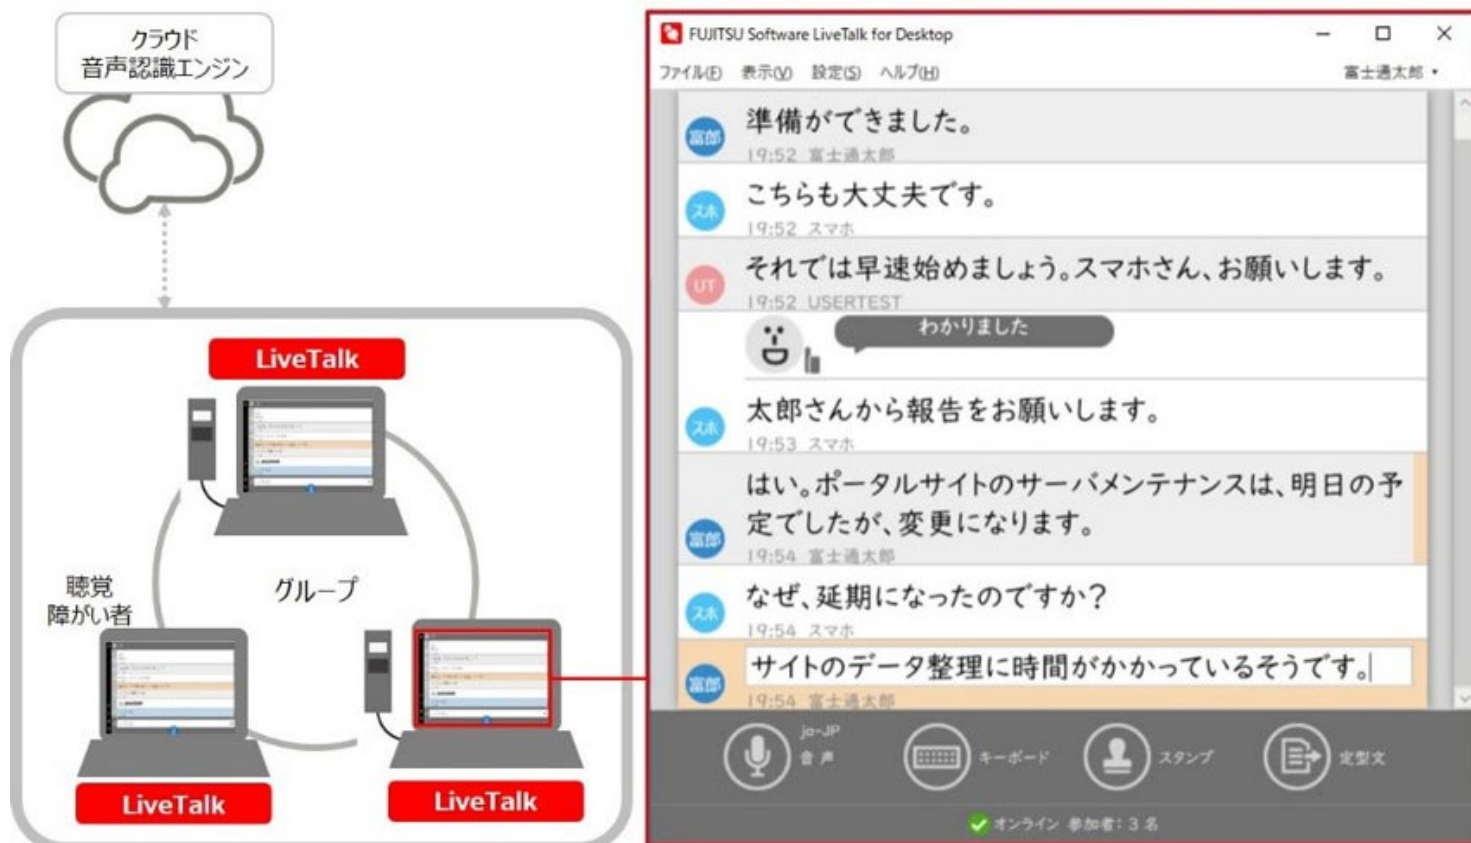 クラウド
音声認識エンジン
LiveTalk
聴覚
障がい者
グループ
LiveTalk
LiveTalk
FUJITSU Software LiveTalk for Desktop
ファイル(F) 表示(V) 設定(S) ヘルプ(H) 富士通太郎
富郎
準備ができました。
19:52 富士通太郎
スホ
こちらも大丈夫です。
19:52 スマホ
UT
それでは早速始めましょう。スマホさん、お願いします。
19:52 USERTEST
わかりました
スホ
太郎さんから報告をお願いします。
19:53 スマホ
はい。ポータルサイトのサーバメンテナンスは、明日の予
定でしたが、変更になります。
富郎
19:54 富士通太郎
スホ
なぜ、延期になったのですか?
19:54 スマホ
富郎
サイトのデータ整理に時間がかかっているそうです。
19:54 富士通太郎
ja-JP
音声
キーボード
スタンプ
定型文
オンライン 参加者:3名